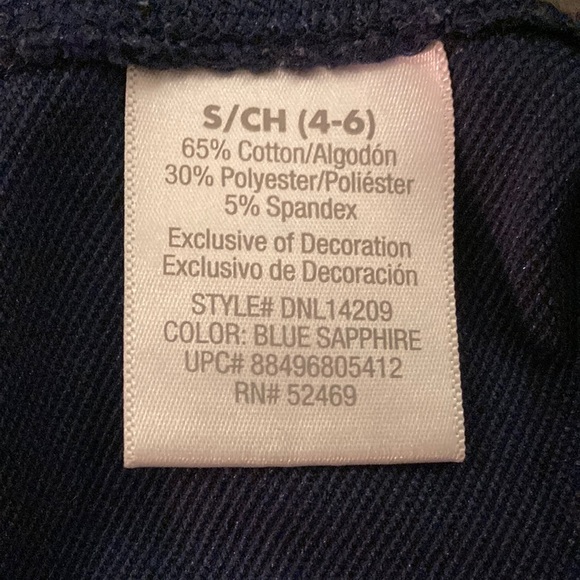 S/CH (4-6)
65% Cotton/Algodón
30% Polyester/Poliéster
5% Spandex
Exclusive of Decoration
Exclusivo de Decoración
STYLE# DNL14209
COLOR: BLUE SAPPHIRE
UPC# 88496805412
RN# 52469